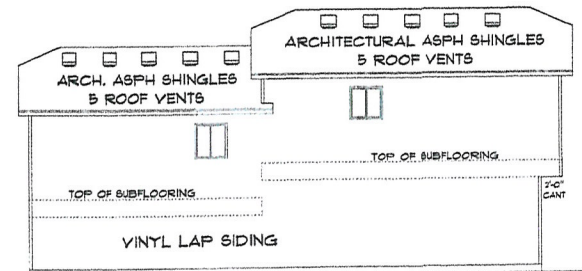 ARCHITECTURAL ASPH SHINGLES
5 ROOF VENTS
ARCH. ASPH SHINGLES
5 ROOF VENTS
TOP OF SUBFLOORING
TOP OF SUBFLOORING
2'-0"
CANT
VINYL LAP SIDING